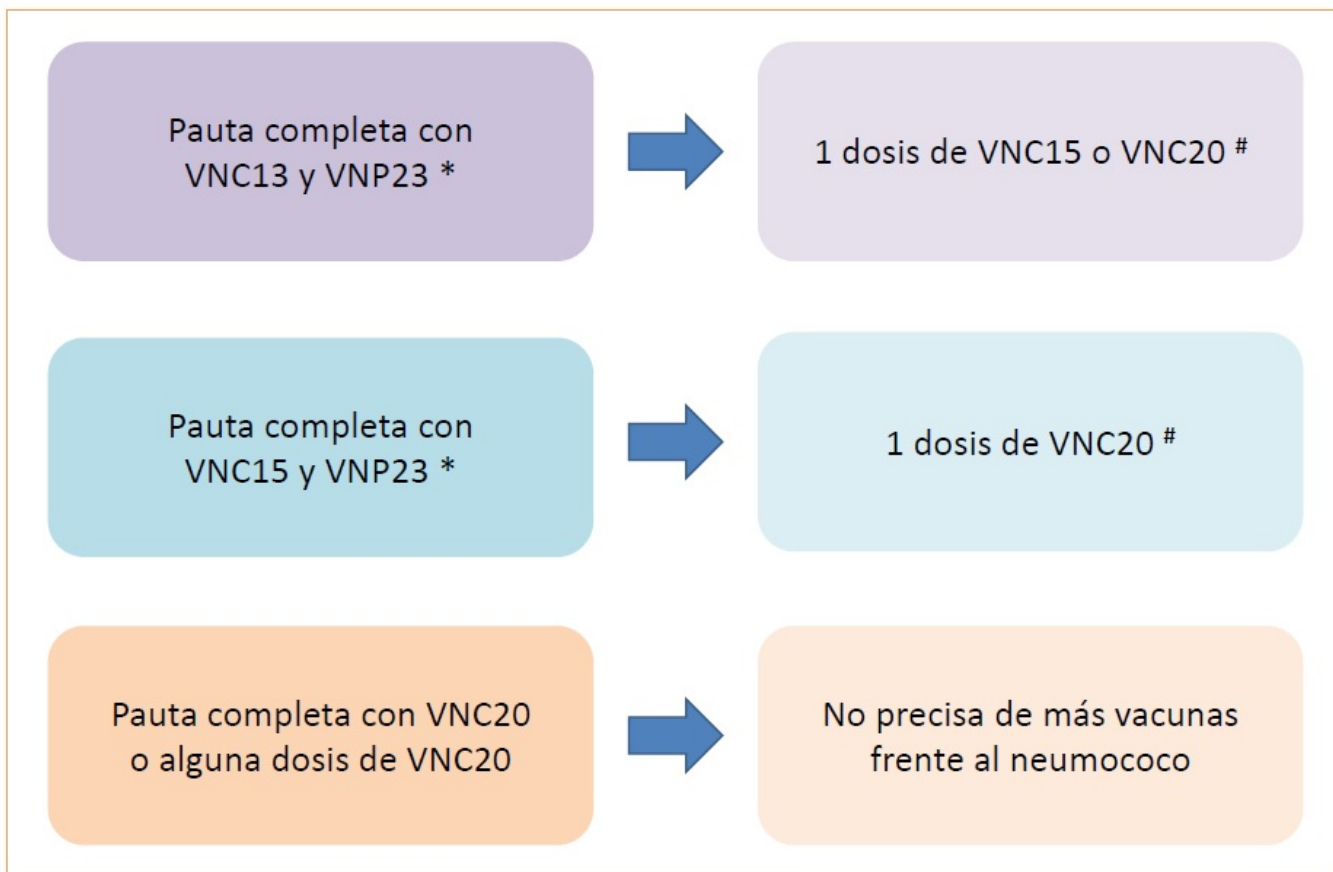 Pauta completa con
VNC13 y VNP23 *
1 dosis de VNC15 o VNC20 #
Pauta completa con
VNC15 y VNP23 *
1 dosis de VNC20 #
Pauta completa con VNC20
o alguna dosis de VNC20
No precisa de más vacunas
frente al neumococo